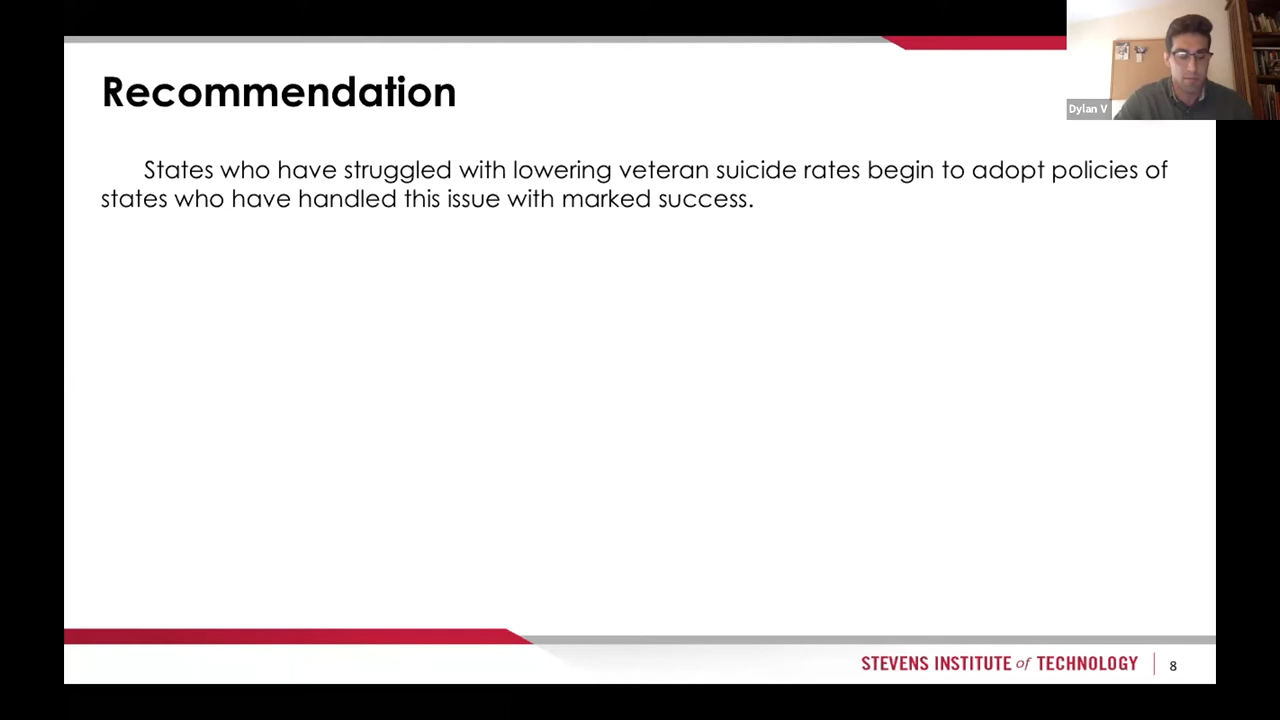 Recommendation
Dylan V
States who have struggled with lowering veteran suicide rates begin to adopt policies of
states who have handled this issue with marked success.
STEVENS INSTITUTE of TECHNOLOGY
8